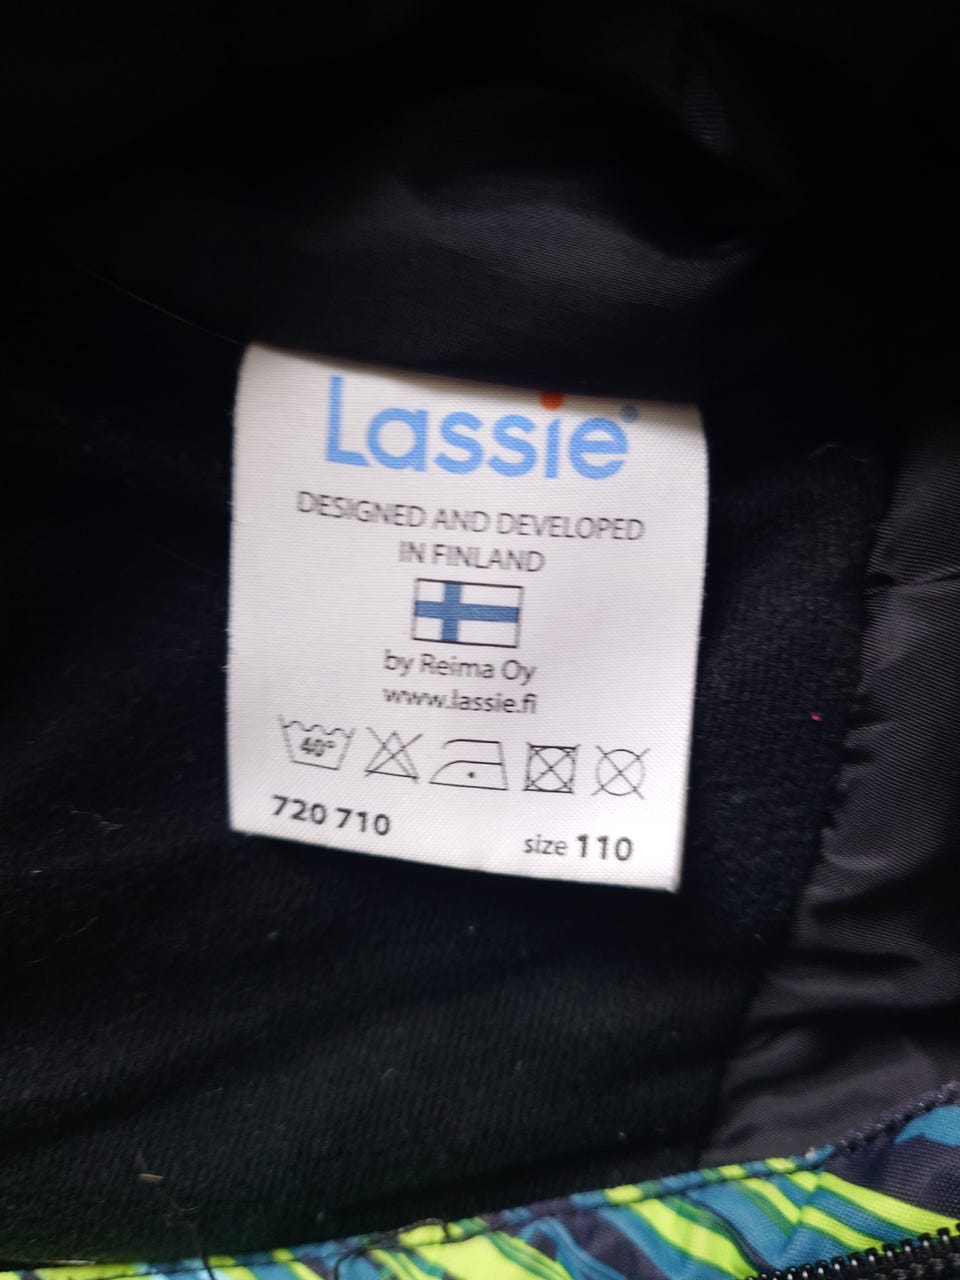 Lassie®
DESIGNED AND DEVELOPED
IN FINLAND
by Reima Oy
www.lassie.fi
40°
720 710
size 110